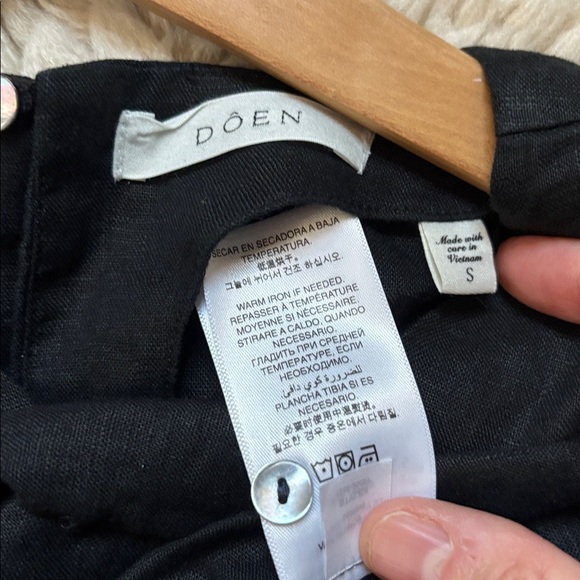 DÔEN
Made with
care in
Vietnam
S
SECAR EN SECADORA A BAJA
TEMPERATURA.
低温烘干。
그늘에 뉘어서 건조 하십시오.
WARM IRON IF NEEDED.
REPASSER À TEMPÉRATURE
MOYENNE SI NÉCESSAIRE.
STIRARE A CALDO, QUANDO
NECESSARIO.
ГЛАДИТЬ ПРИ СРЕДНЕЙ
ТЕМПЕРАТУРЕ, ЕСЛИ
НЕОБХОДИМО.
للضرورة كوي دافئ
PLANCHA TIBIA SI ES
NECESARIO.
必要时使用中温熨烫。
필요한 경우 중온에서 다림질.